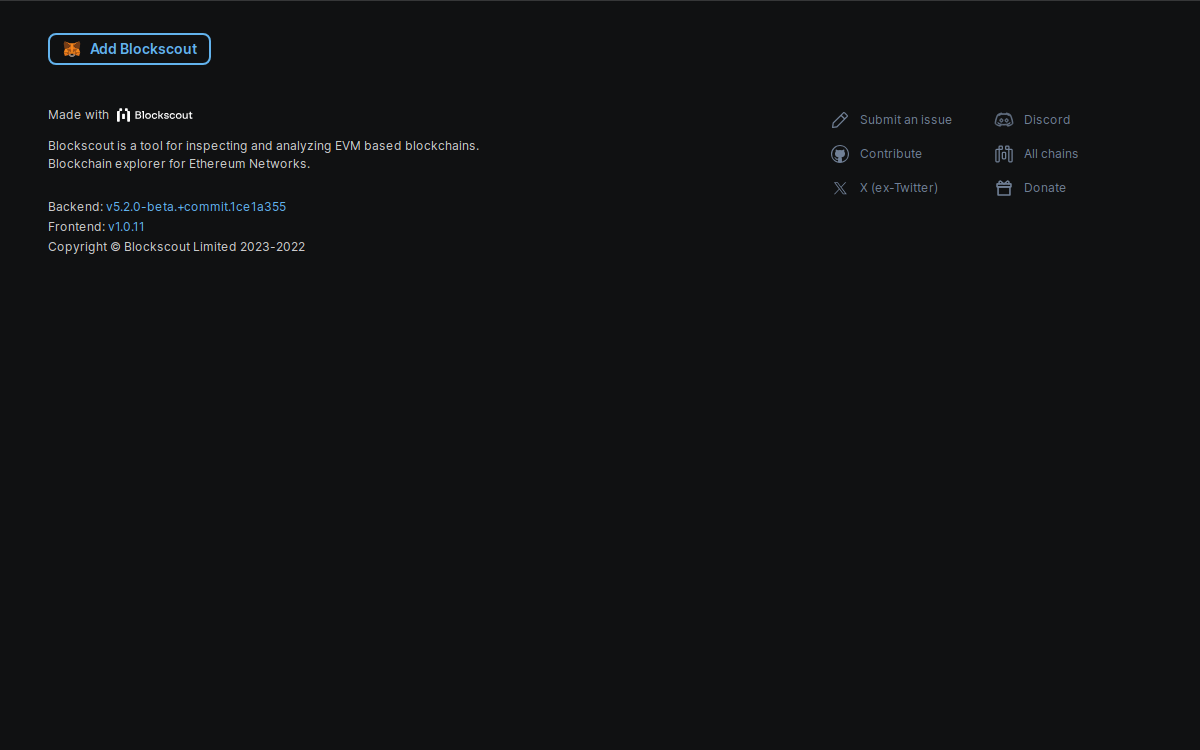 Add Blockscout
Made with Blockscout
Blockscout is a tool for inspecting and analyzing EVM based blockchains.
Blockchain explorer for Ethereum Networks.
Backend: v5.2.0-beta.+commit.1ce1a355
Frontend: v1.0.11
Copyright © Blockscout Limited 2023-2022
Submit an issue
Contribute
X (ex-Twitter)
Discord
All chains
Donate